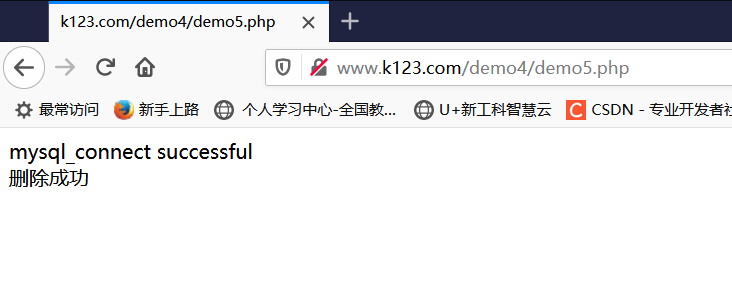 k123.com/demo4/demo5.php
www.k123.com/demo4/demo5.php
最常访问 新手上路 个人学习中心-全国教... U+新工科智慧云 C CSDN - 专业开发者社
mysql_connect successful
删除成功